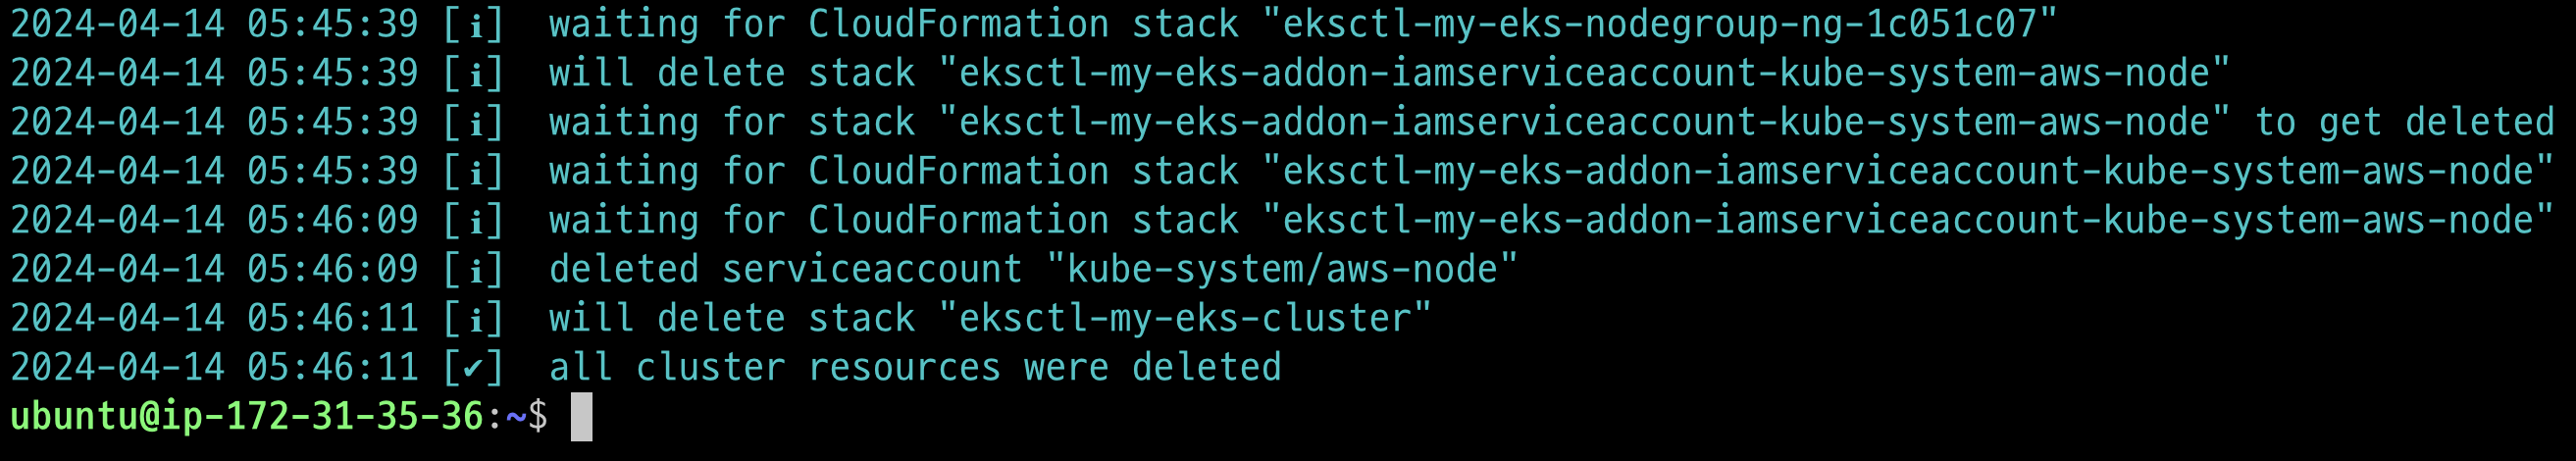 2024-04-14 05:45:39 [ℹ]  waiting for CloudFormation stack "eksctl-my-eks-nodegroup-ng-1c051c07"
2024-04-14 05:45:39 [ℹ]  will delete stack "eksctl-my-eks-addon-iamserviceaccount-kube-system-aws-node"
2024-04-14 05:45:39 [ℹ]  waiting for stack "eksctl-my-eks-addon-iamserviceaccount-kube-system-aws-node" to get deleted
2024-04-14 05:45:39 [ℹ]  waiting for CloudFormation stack "eksctl-my-eks-addon-iamserviceaccount-kube-system-aws-node"
2024-04-14 05:46:09 [ℹ]  waiting for CloudFormation stack "eksctl-my-eks-addon-iamserviceaccount-kube-system-aws-node"
2024-04-14 05:46:09 [ℹ]  deleted serviceaccount "kube-system/aws-node"
2024-04-14 05:46:11 [ℹ]  will delete stack "eksctl-my-eks-cluster"
2024-04-14 05:46:11 [✔]  all cluster resources were deleted
ubuntu@ip-172-31-35-36:~$